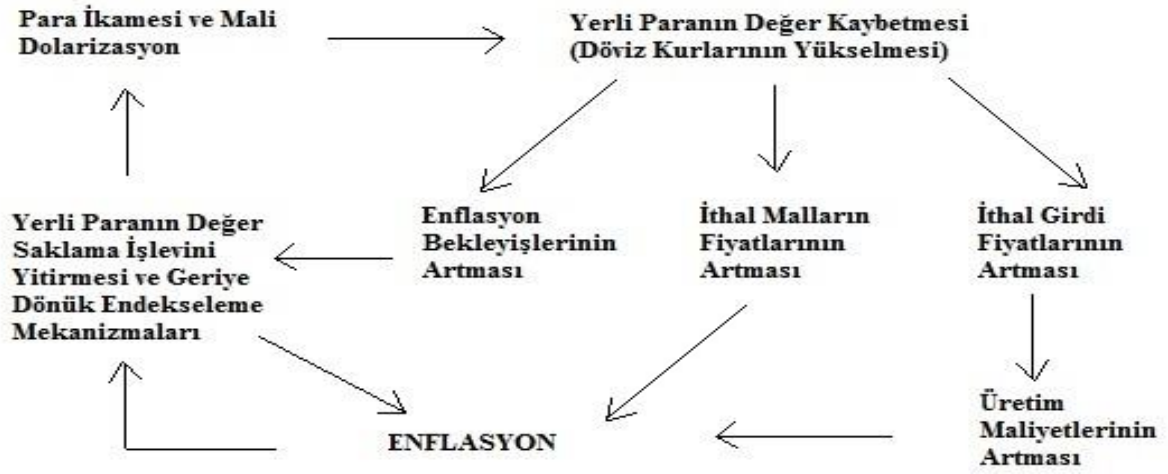 Para İkamesi ve Mali
Dolarizasyon
Yerli Paranın Değer Kaybetmesi
(Döviz Kurlarının Yükselmesi)
Yerli Paranın Değer
Saklama İşlevini
Yitirmesi ve Geriye
Dönük Endekseleme
Mekanizmaları
Enflasyon
Bekleyişlerinin
Artması
İthal Malların
Fiyatlarının
Artması
İthal Girdi
Fiyatlarının
Artması
ENFLASYON
Üretim
Maliyetlerinin
Artması